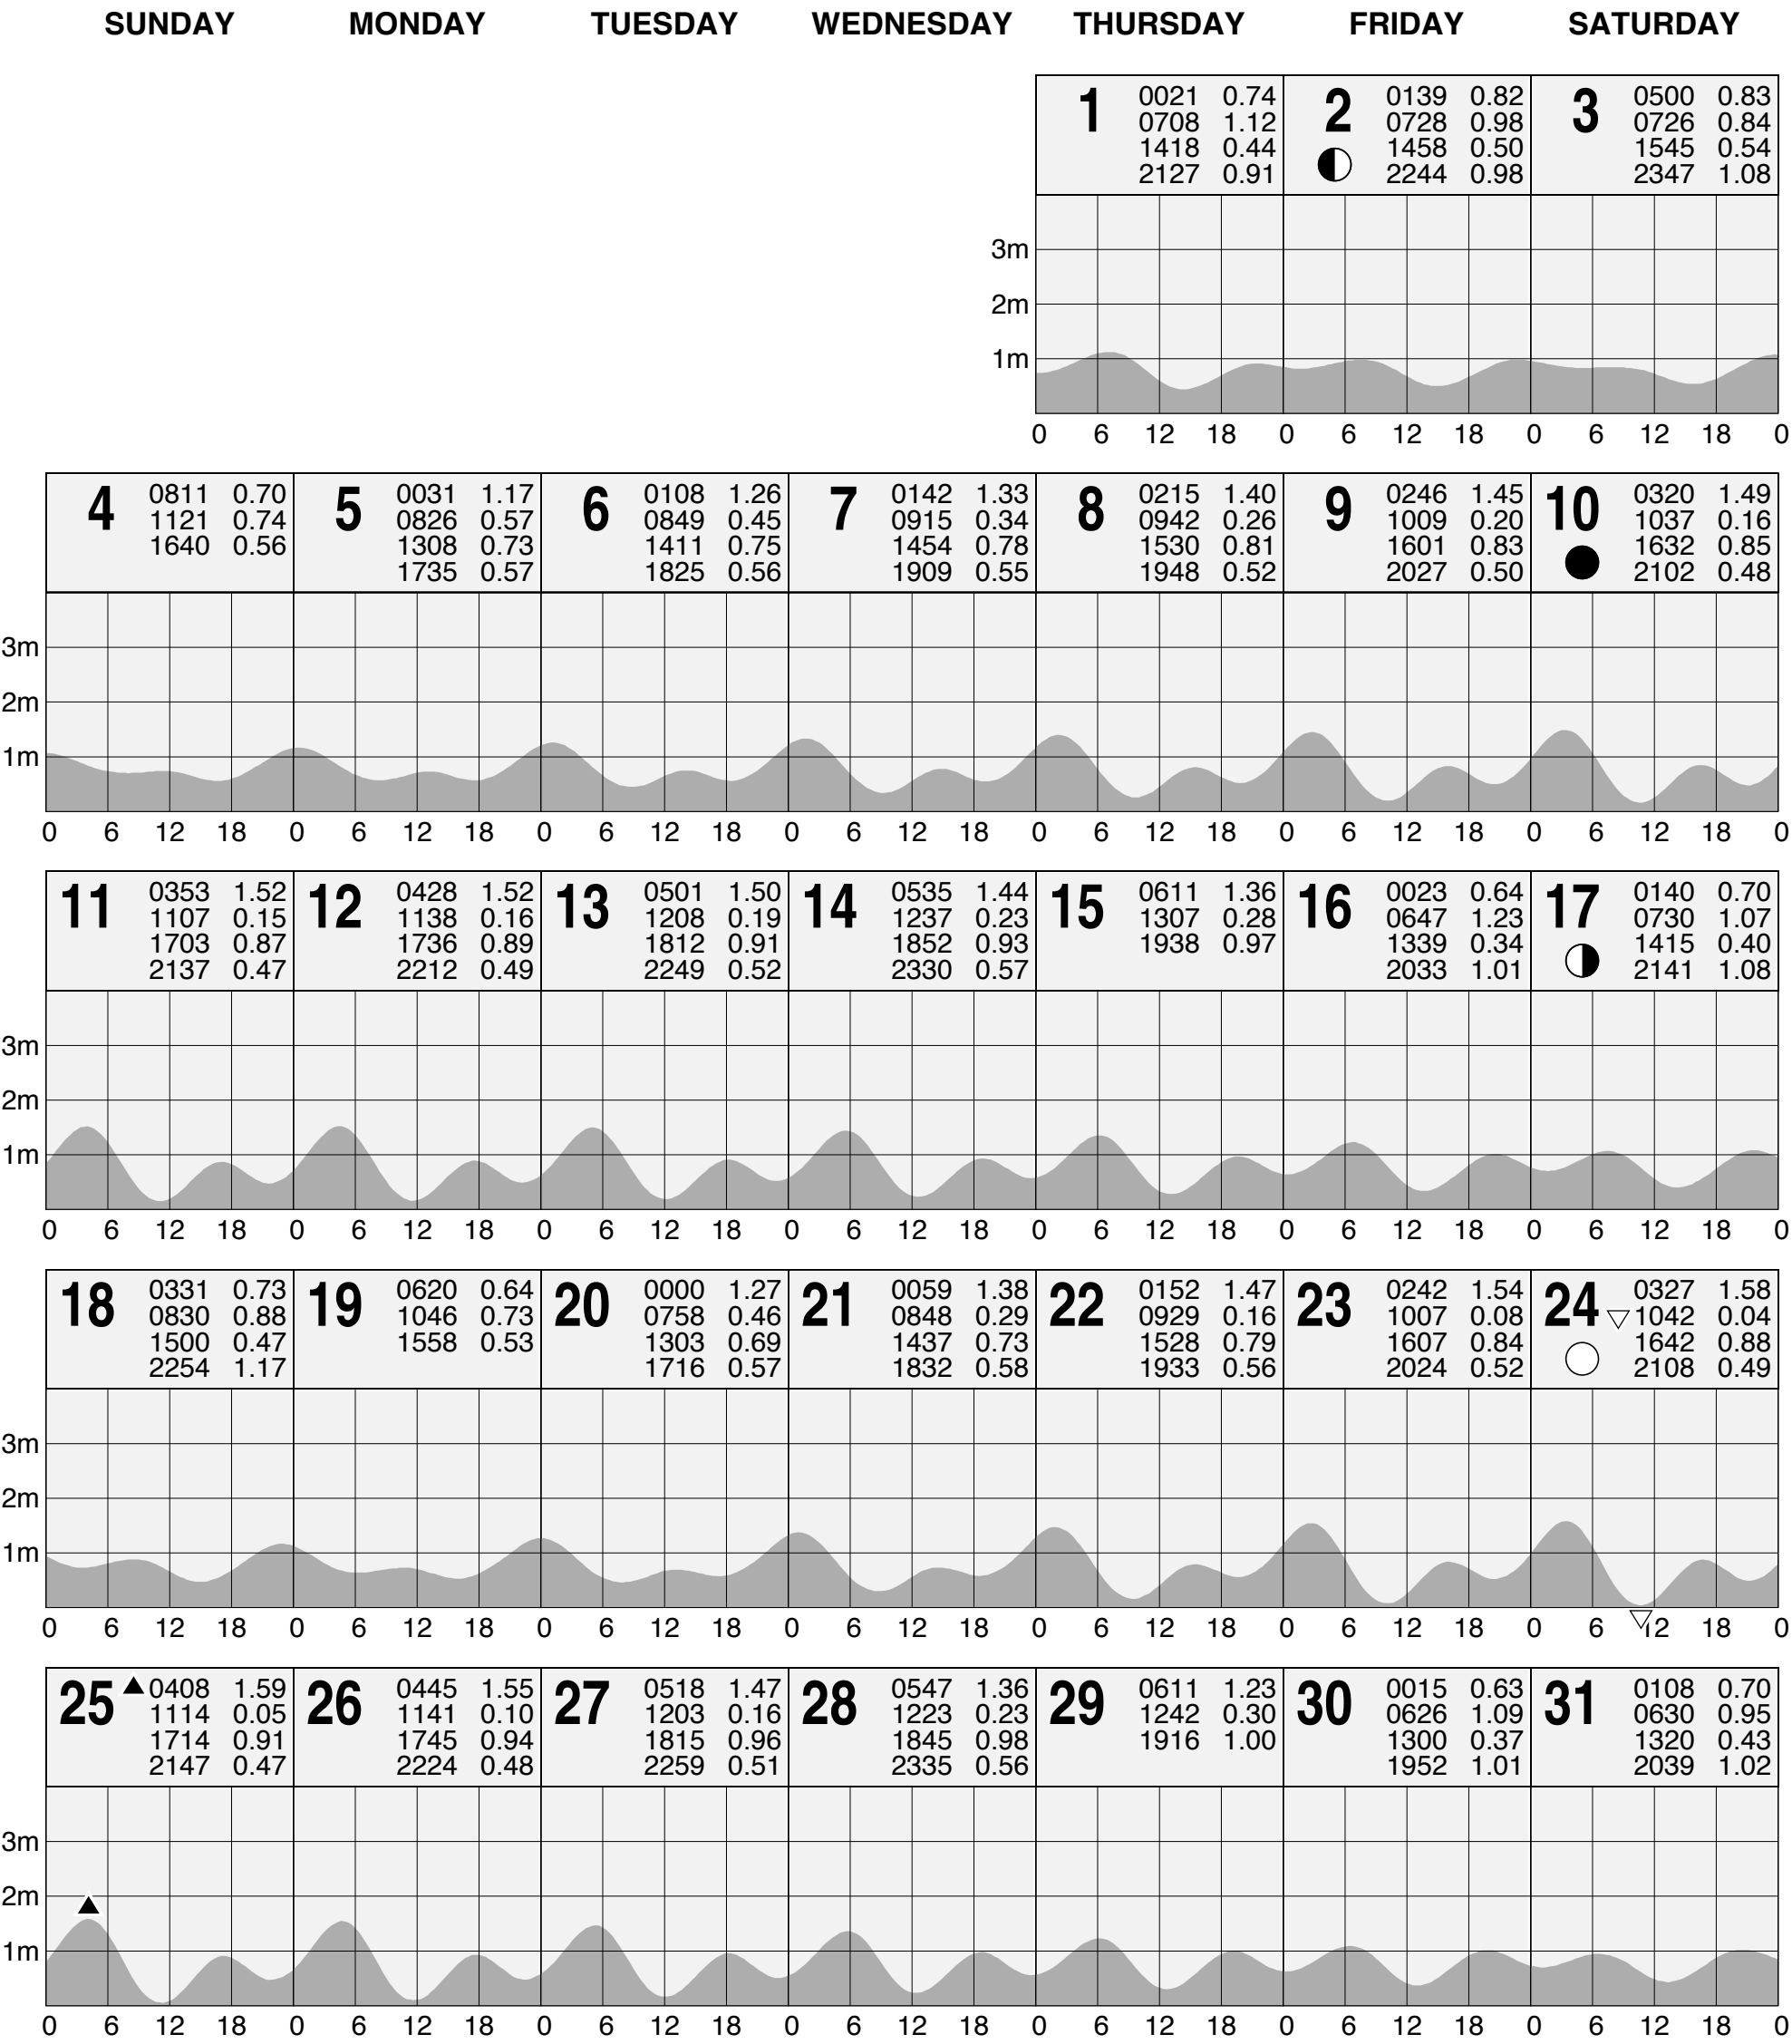 SUNDAY MONDAY TUESDAY WEDNESDAY THURSDAY FRIDAY SATURDAY
1 0021 0.74 2 0139 0.82 3 0500 0.83
0708 1.12 0728 0.98 0726 0.84
1418 0.44 1458 0.50 1545 0.54
2127 0.91 2244 0.98 2347 1.08
3m
2m
1m
0 6 12 18 0 6 12 18 0 6 12 18 0
4 0811 0.70 5 0031 1.17 6 0108 1.26 7 0142 1.33 8 0215 1.40 9 0246 1.45 10 0320 1.49
1121 0.74 0826 0.57 0849 0.45 0915 0.34 0942 0.26 1009 0.20 1037 0.16
1640 0.56 1308 0.73 1411 0.75 1454 0.78 1530 0.81 1601 0.83 1632 0.85
1735 0.57 1825 0.56 1909 0.55 1948 0.52 2027 0.50 2102 0.48
3m
2m
1m
0 6 12 18 0 6 12 18 0 6 12 18 0 6 12 18 0 6 12 18 0 6 12 18 0 6 12 18 0
11 0353 1.52 12 0428 1.52 13 0501 1.50 14 0535 1.44 15 0611 1.36 16 0023 0.64 17 0140 0.70
1107 0.15 1138 0.16 1208 0.19 1237 0.23 1307 0.28 0647 1.23 0730 1.07
1703 0.87 1736 0.89 1812 0.91 1852 0.93 1938 0.97 1339 0.34 1415 0.40
2137 0.47 2212 0.49 2249 0.52 2330 0.57 2033 1.01 2141 1.08
3m
2m
1m
0 6 12 18 0 6 12 18 0 6 12 18 0 6 12 18 0 6 12 18 0 6 12 18 0 6 12 18 0
18 0331 0.73 19 0620 0.64 20 0000 1.27 21 0059 1.38 22 0152 1.47 23 0242 1.54 24 0327 1.58
0830 0.88 1046 0.73 0758 0.46 0848 0.29 0929 0.16 1007 0.08 1042 0.04
1500 0.47 1558 0.53 1303 0.69 1437 0.73 1528 0.79 1607 0.84 1642 0.88
2254 1.17 1716 0.57 1832 0.58 1933 0.56 2024 0.52 2108 0.49
3m
2m
1m
0 6 12 18 0 6 12 18 0 6 12 18 0 6 12 18 0 6 12 18 0 6 12 18 0 6 12 18 0
25 0408 1.59 26 0445 1.55 27 0518 1.47 28 0547 1.36 29 0611 1.23 30 0015 0.63 31 0108 0.70
1114 0.05 1141 0.10 1203 0.16 1223 0.23 1242 0.30 0626 1.09 0630 0.95
1714 0.91 1745 0.94 1815 0.96 1845 0.98 1916 1.00 1300 0.37 1320 0.43
2147 0.47 2224 0.48 2259 0.51 2335 0.56 1952 1.01 2039 1.02
3m
2m
1m
0 6 12 18 0 6 12 18 0 6 12 18 0 6 12 18 0 6 12 18 0 6 12 18 0 6 12 18 0